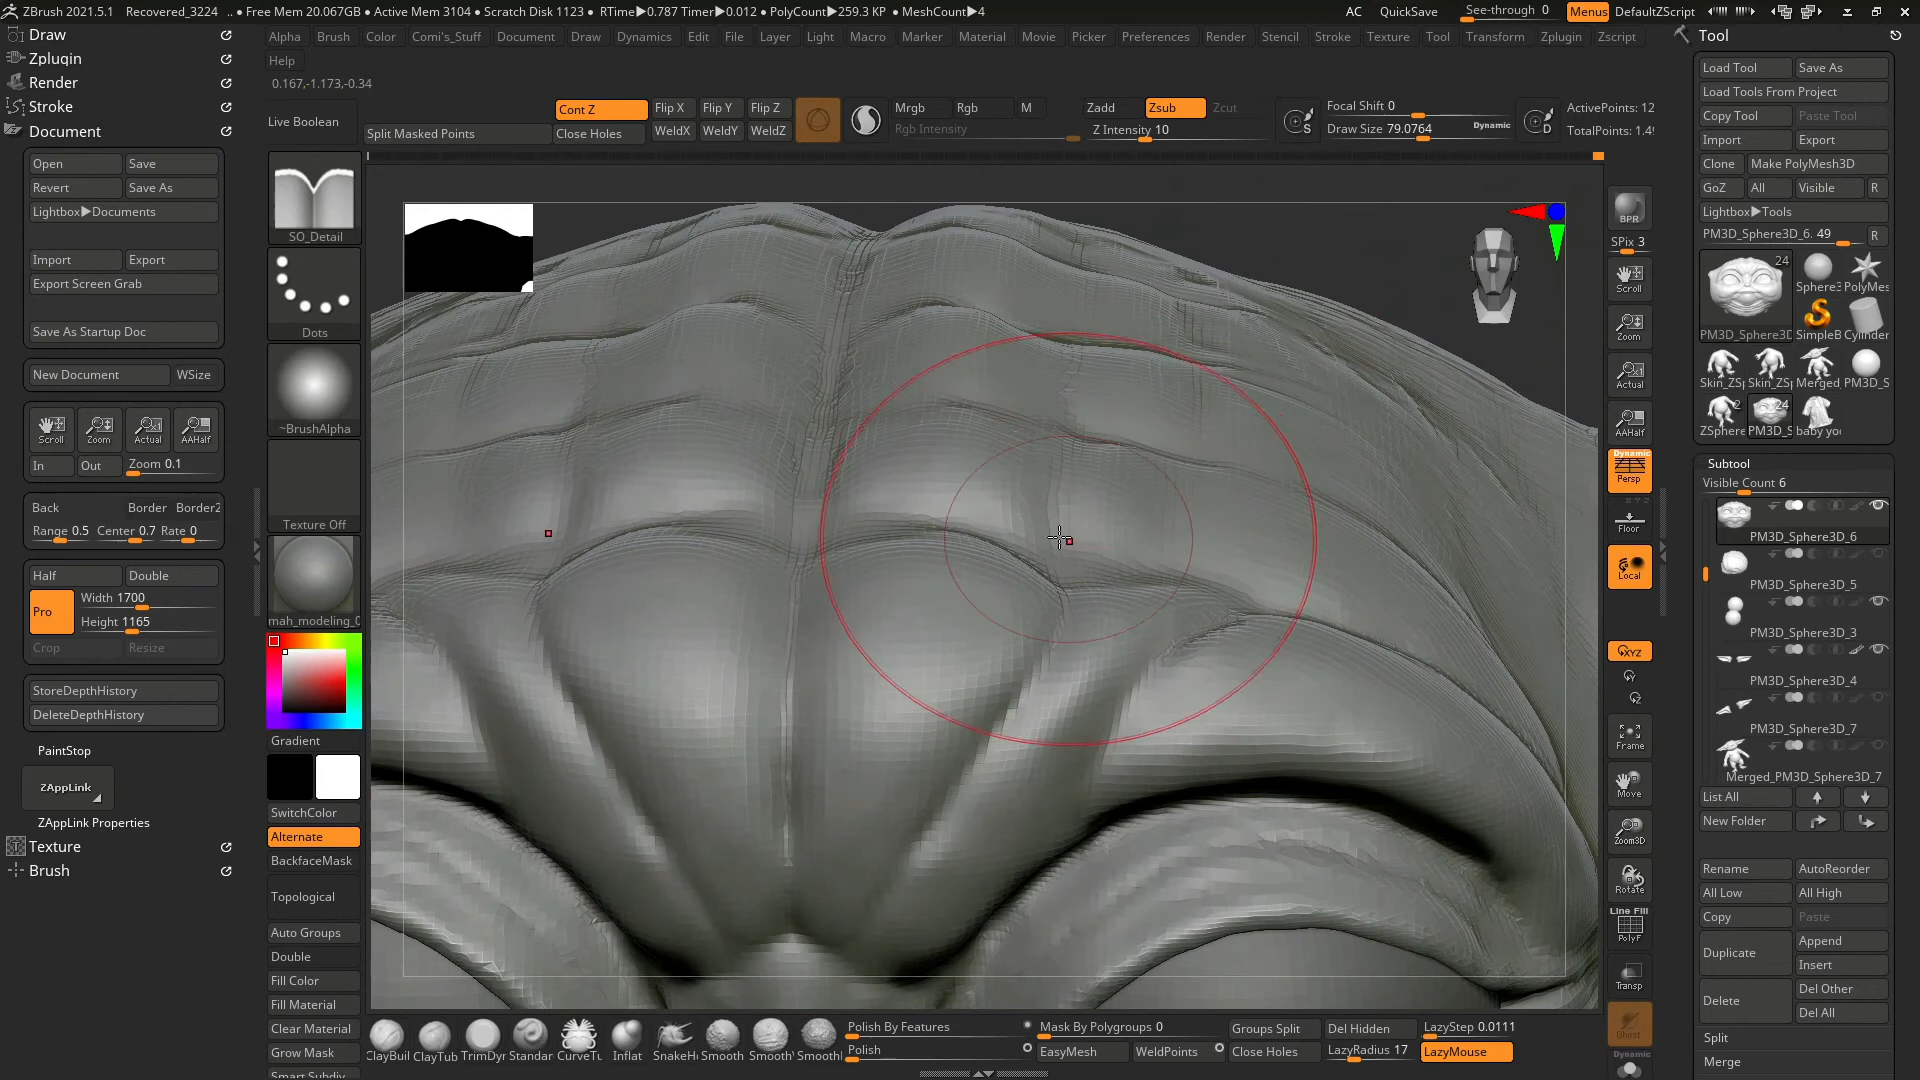 ZBrush 2021.5.1 Recovered_3224 .. • Free Mem 20.067GB • Active Mem 3104 • Scratch Disk 1123 • RTime▶0.787 Timer▶0.012 • PolyCount▶259.3 KP • MeshCount▶4 AC QuickSave See-through 0 Menus DefaultZScript
Draw
Zplugin
Render
Stroke
Document
Open Save
Revert Save As
Lightbox▶Documents
Import Export
Export Screen Grab
Save As Startup Doc
New Document WSize
Scroll Zoom Actual AAHalf
In Out Zoom 0.1
Back Border Border2
Range 0.5 Center 0.7 Rate 0
Half Double
Pro Width 1700
Height 1165
Crop Resize
StoreDepthHistory
DeleteDepthHistory
PaintStop
ZAppLink
ZAppLink Properties
Texture
Brush
Alpha Brush Color Comi's_Stuff Document Draw Dynamics Edit File Layer Light Macro Marker Material Movie Picker Preferences Render Stencil Stroke Texture Tool Transform Zplugin Zscript
Help
0.167,-1.173,-0.34
Live Boolean
Split Masked Points
Cont Z
Close Holes
Flip X Flip Y Flip Z
WeldX WeldY WeldZ
Mrgb Rgb M
Rgb Intensity
Zadd Zsub Zcut
Z Intensity 10
S
Focal Shift 0
Draw Size 79.0764 Dynamic
D
ActivePoints: 12
TotalPoints: 1.4
SO_Detail
Dots
~BrushAlpha
Texture Off
mah_modeling_0
Gradient
SwitchColor
Alternate
BackfaceMask
Topological
Auto Groups
Double
Fill Color
Fill Material
Clear Material
Grow Mask
Smart Subdiv
BPR
SPix 3
Scroll
Zoom
Actual
AAHalf
Dynamic
Persp
Floor
Local
XYZ
Frame
Move
Zoom3D
Rotate
Line Fill
PolyF
Transp
Ghost
Dynamic
ClayBuil ClayTub TrimDy Standar CurveTu Inflat SnakeH Smooth Smooth Smooth
Polish By Features
Polish
Mask By Polygroups 0
EasyMesh WeldPoints
Groups Split Del Hidden
Close Holes
LazyStep 0.0111
LazyRadius 17 LazyMouse
Tool
Load Tool Save As
Load Tools From Project
Copy Tool Paste Tool
Import Export
Clone Make PolyMesh3D
GoZ All Visible R
Lightbox▶Tools
PM3D_Sphere3D_6. 49 R
24
PM3D_Sphere3D
Sphere3 PolyMes
SimpleB Cylinder
Skin_ZSp Skin_ZSp Merged PM3D_S
2 24
ZSphere PM3D_S baby yo
Subtool
Visible Count 6
PM3D_Sphere3D_6
PM3D_Sphere3D_5
PM3D_Sphere3D_3
PM3D_Sphere3D_4
PM3D_Sphere3D_7
Merged_PM3D_Sphere3D_7
List All
New Folder
Rename AutoReorder
All Low All High
Copy Paste
Duplicate Append
Insert
Delete Del Other
Del All
Split
Merge